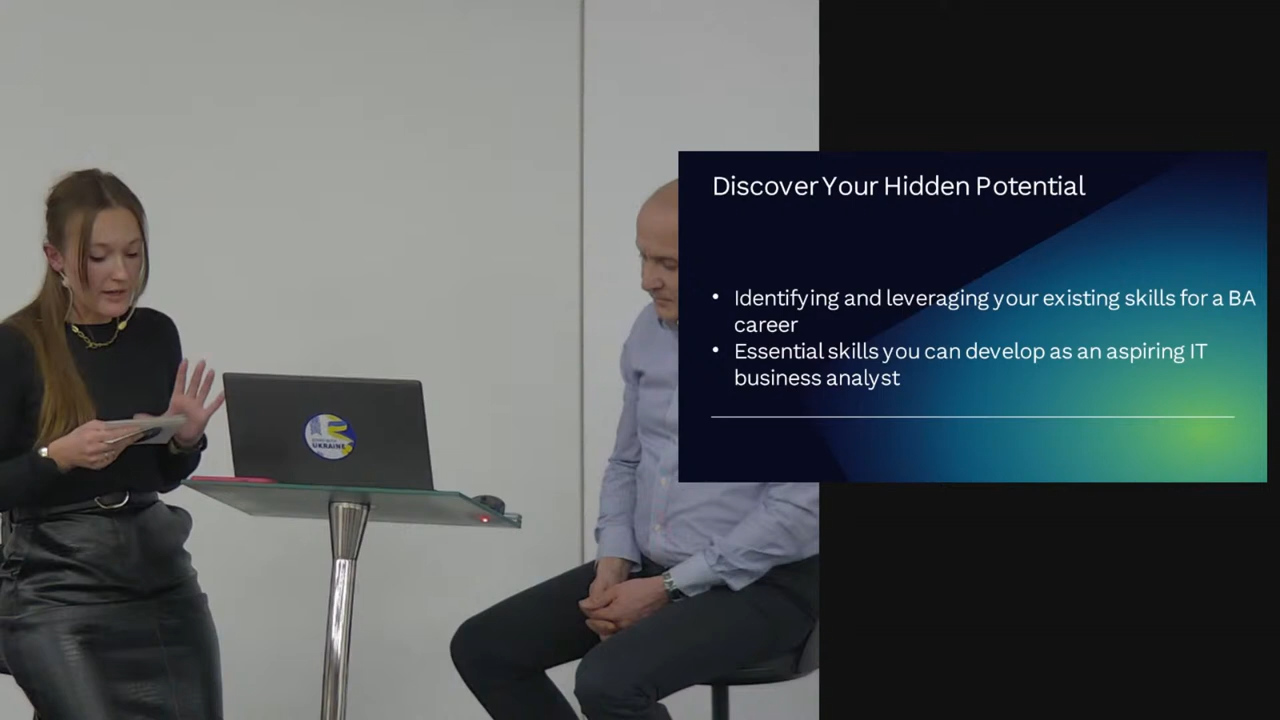 Discover Your Hidden Potential
• Identifying and leveraging your existing skills for a BA
career
• Essential skills you can develop as an aspiring IT
business analyst
UKRAINE